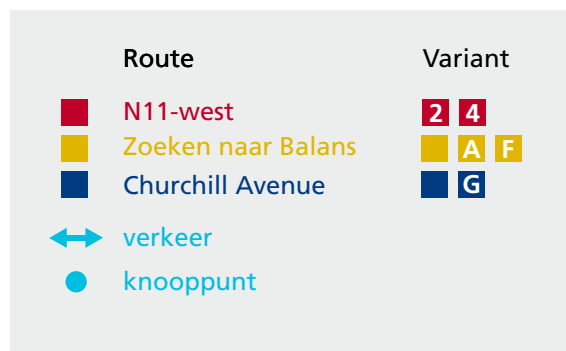 Route Variant
N11-west 2 4
Zoeken naar Balans A F
Churchill Avenue G
verkeer
knooppunt